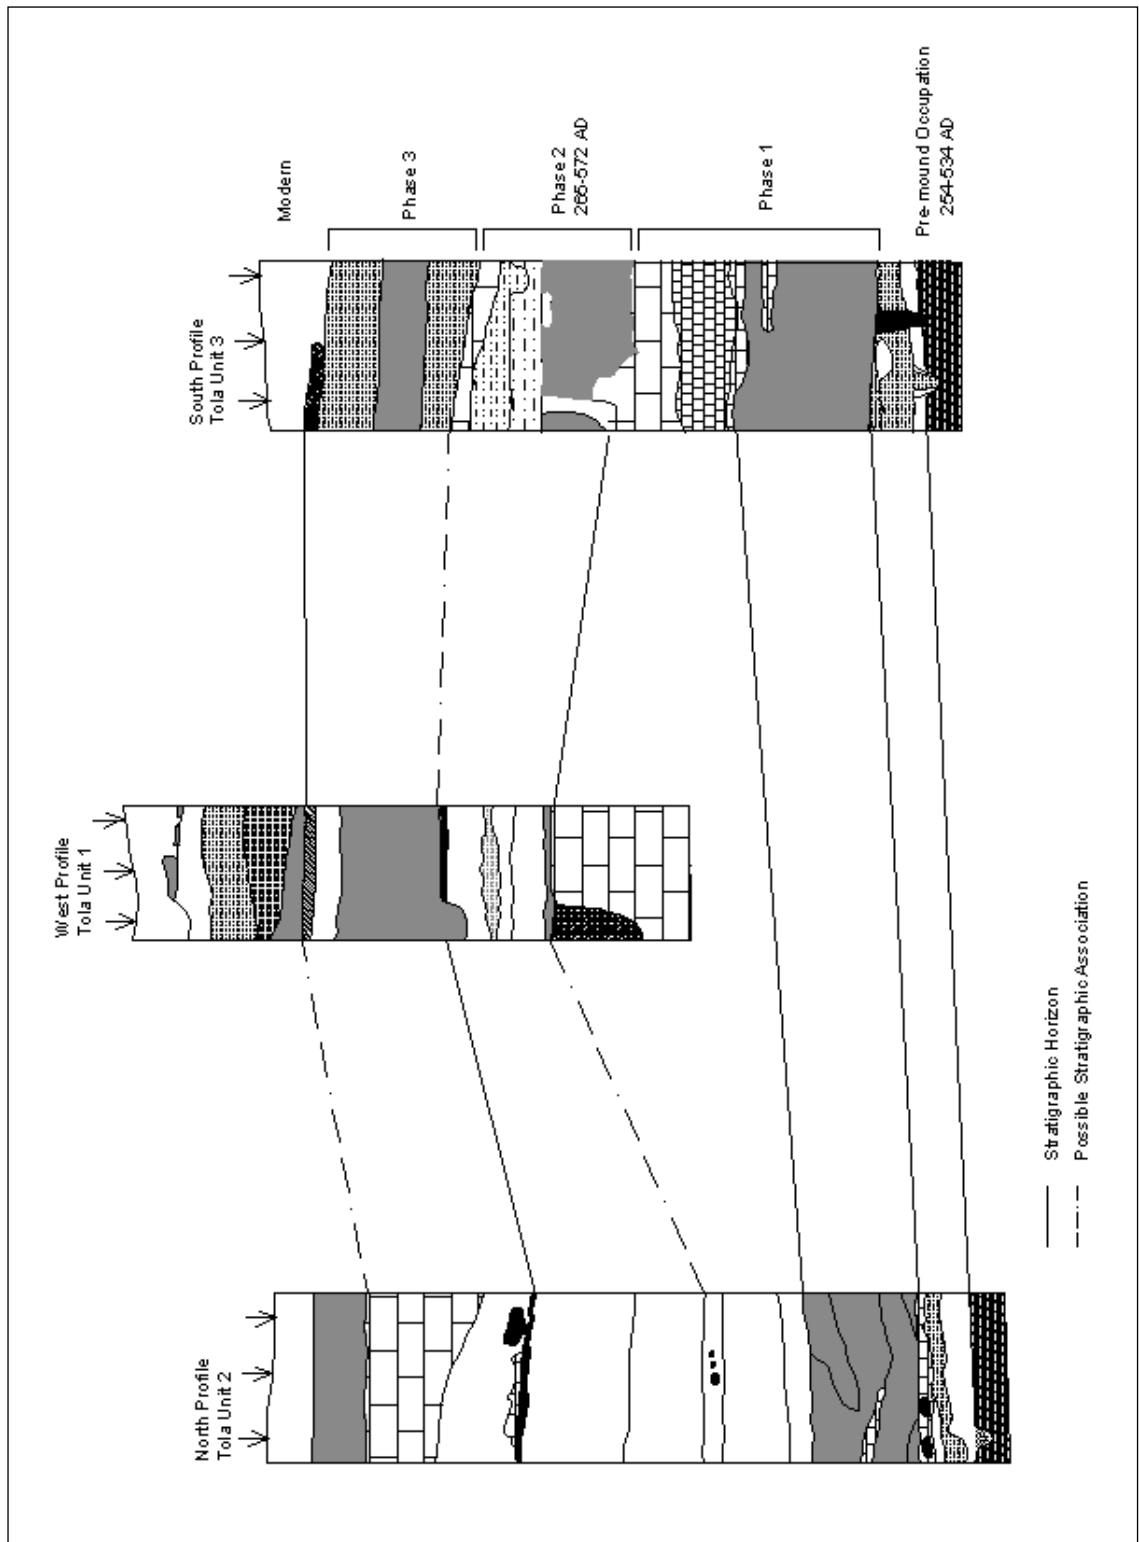 North Profile
Tola Unit 2
West Profile
Tola Unit 1
South Profile
Tola Unit 3
Modern
Phase 3
Phase 2
265-572 AD
Phase 1
Pre-mound Occupation
254-534 AD
Stratigraphic Horizon
Possible Stratigraphic Association